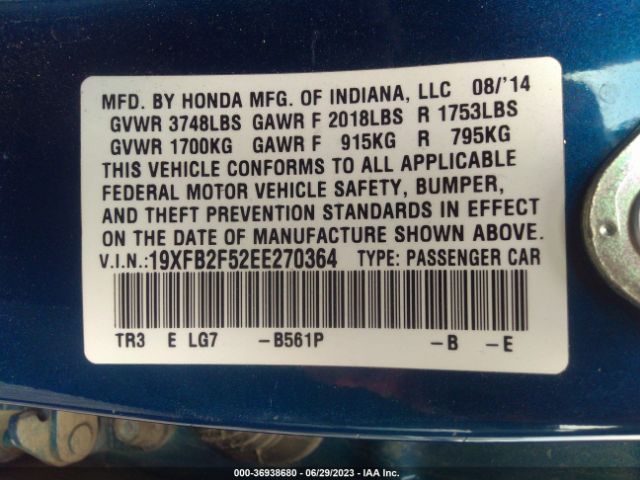 MFD. BY HONDA MFG. OF INDIANA, LLC 08/'14
GVWR 3748LBS GAWR F 2018LBS R 1753LBS
GVWR 1700KG GAWR F 915KG R 795KG
THIS VEHICLE CONFORMS TO ALL APPLICABLE
FEDERAL MOTOR VEHICLE SAFETY, BUMPER,
AND THEFT PREVENTION STANDARDS IN EFFECT
ON THE DATE OF MANUFACTURE SHOWN ABOVE.
V.I.N.:19XFB2F52EE270364 TYPE: PASSENGER CAR
TR3 E LG7 -B561P -B -E
000-36938680 - 06/29/2023 - IAA Inc.